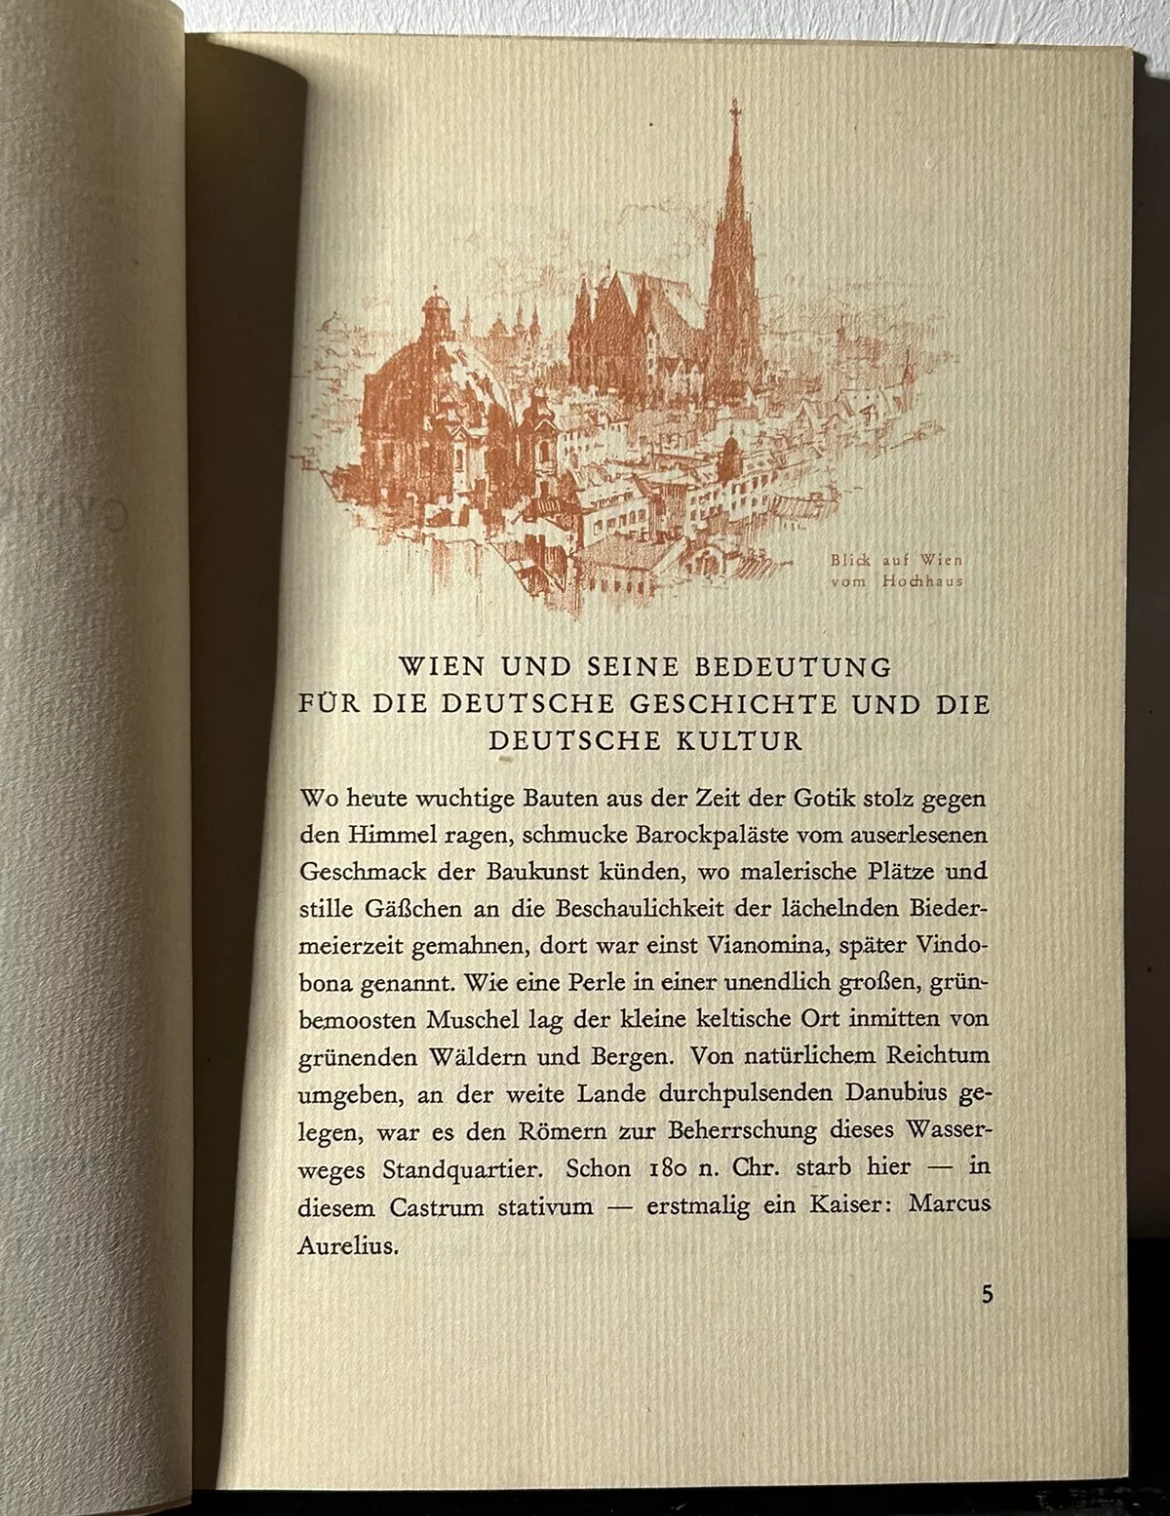 Blick auf Wien
vom Hochhaus
WIEN UND SEINE BEDEUTUNG
FÜR DIE DEUTSCHE GESCHICHTE UND DIE
DEUTSCHE KULTUR
Wo heute wuchtige Bauten aus der Zeit der Gotik stolz gegen
den Himmel ragen, schmucke Barockpaläste vom auserlesenen
Geschmack der Baukunst künden, wo malerische Plätze und
stille Gäßchen an die Beschaulichkeit der lächelnden Bieder-
meierzeit gemahnen, dort war einst Vianomina, später Vindo-
bona genannt. Wie eine Perle in einer unendlich großen, grün-
bemoosten Muschel lag der kleine keltische Ort inmitten von
grünenden Wäldern und Bergen. Von natürlichem Reichtum
umgeben, an der weite Lande durchpulsenden Danubius ge-
legen, war es den Römern zur Beherrschung dieses Wasser-
weges Standquartier. Schon 180 n. Chr. starb hier — in
diesem Castrum stativum — erstmalig ein Kaiser: Marcus
Aurelius.
5